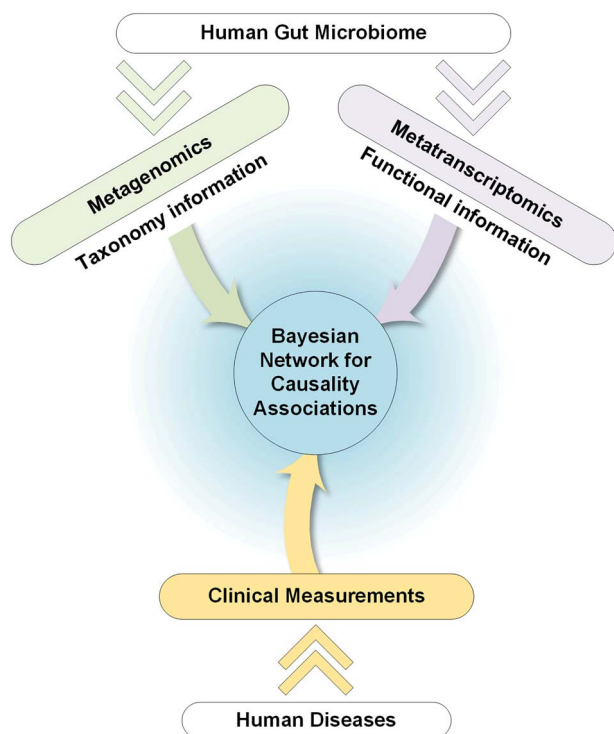 Human Gut Microbiome
Metagenomics
Taxonomy information
Metatranscriptomics
Functional information
Bayesian
Network for
Causality
Associations
Clinical Measurements
Human Diseases